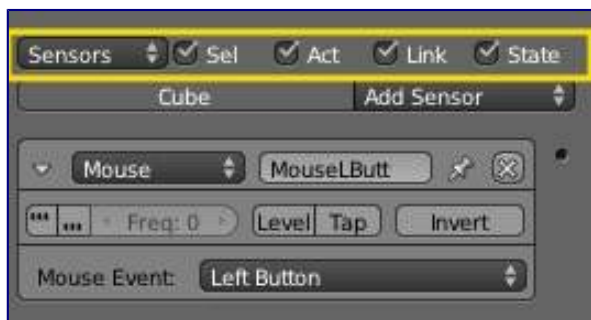 Sensors Sel Act Link State
Cube Add Sensor
Mouse MouseLButt
Freq: 0 Level Tap Invert
Mouse Event: Left Button